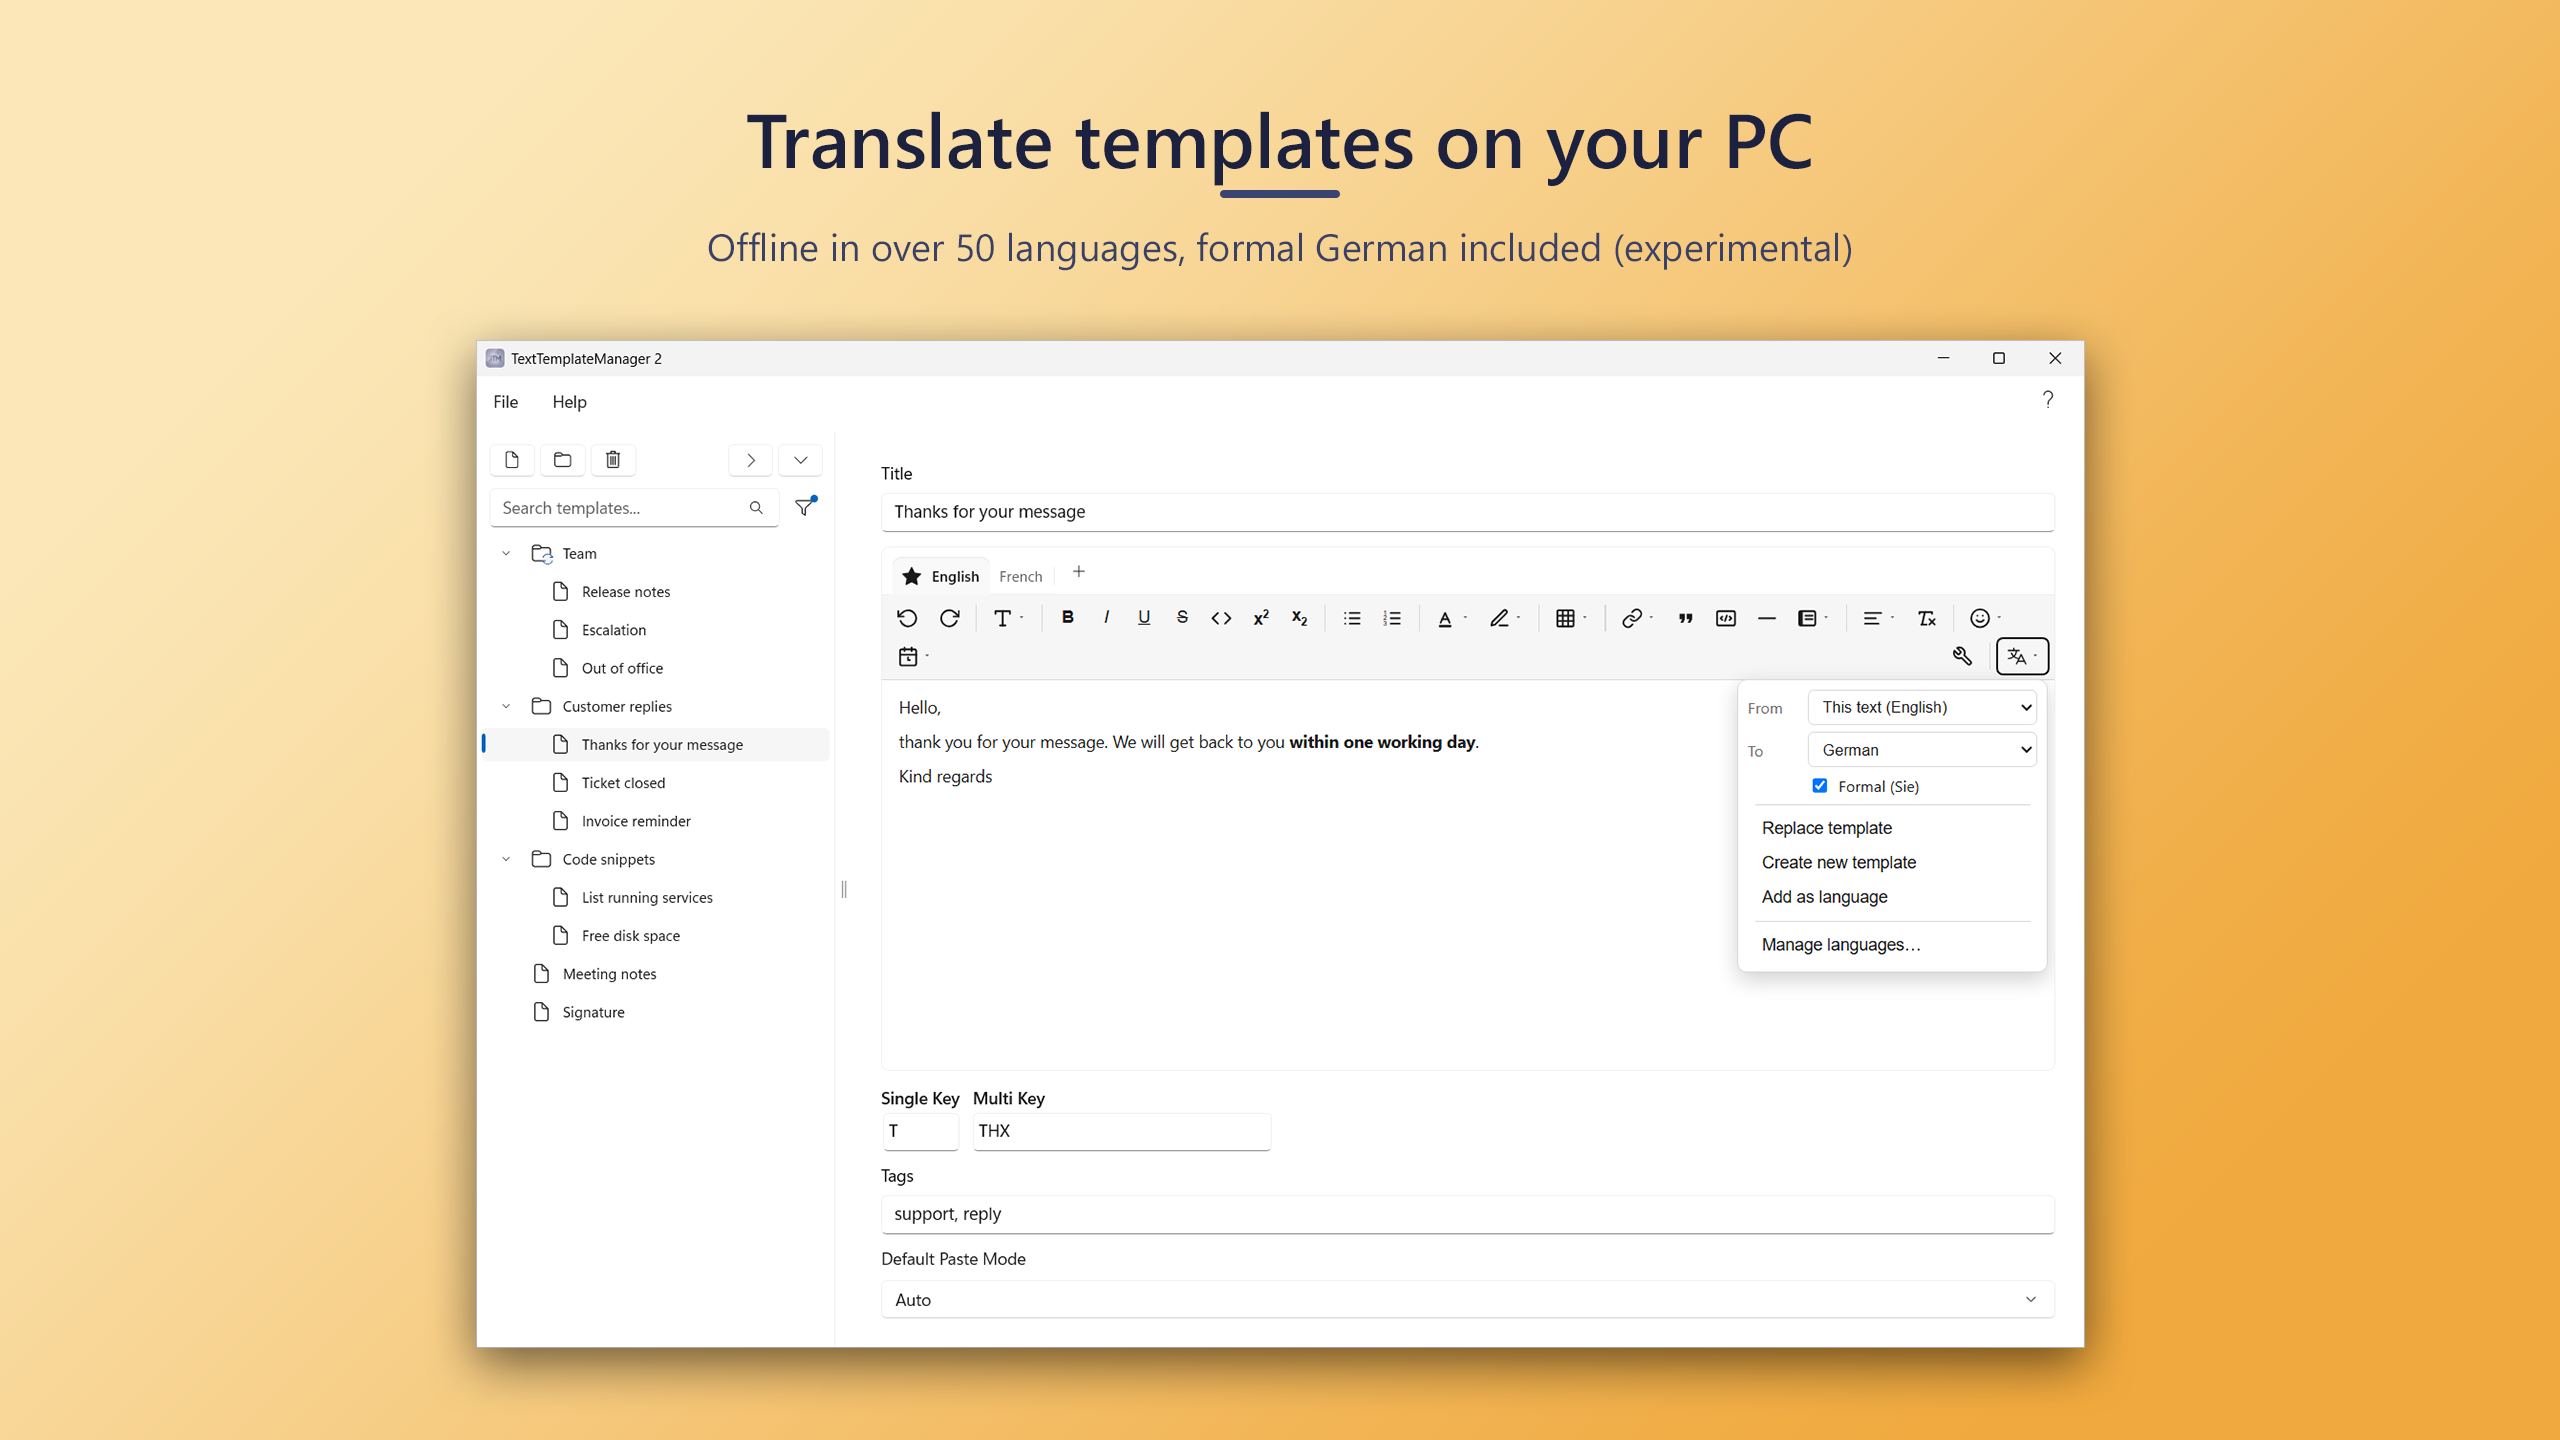 Translate templates on your PC
Offline in over 50 languages, formal German included (experimental)
TextTemplateManager 2
File Help
?
Search templates...
Team
Release notes
Escalation
Out of office
Customer replies
Thanks for your message
Ticket closed
Invoice reminder
Code snippets
List running services
Free disk space
Meeting notes
Signature
Title
Thanks for your message
English French +
Hello,
thank you for your message. We will get back to you within one working day.
Kind regards
From This text (English)
To German
Formal (Sie)
Replace template
Create new template
Add as language
Manage languages…
Single Key Multi Key
T THX
Tags
support, reply
Default Paste Mode
Auto